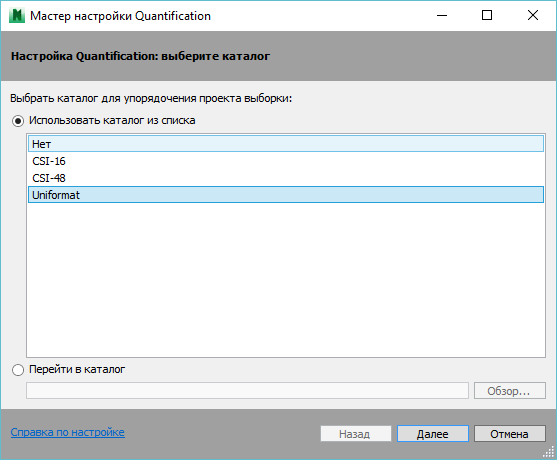 Мастер настройки Quantification
Настройка Quantification: выберите каталог
Выбрать каталог для упорядочения проекта выборки:
Использовать каталог из списка
Нет
CSI-16
CSI-48
Uniformat
Перейти в каталог
Обзор...
Справка по настройке
Назад
Далее
Отмена